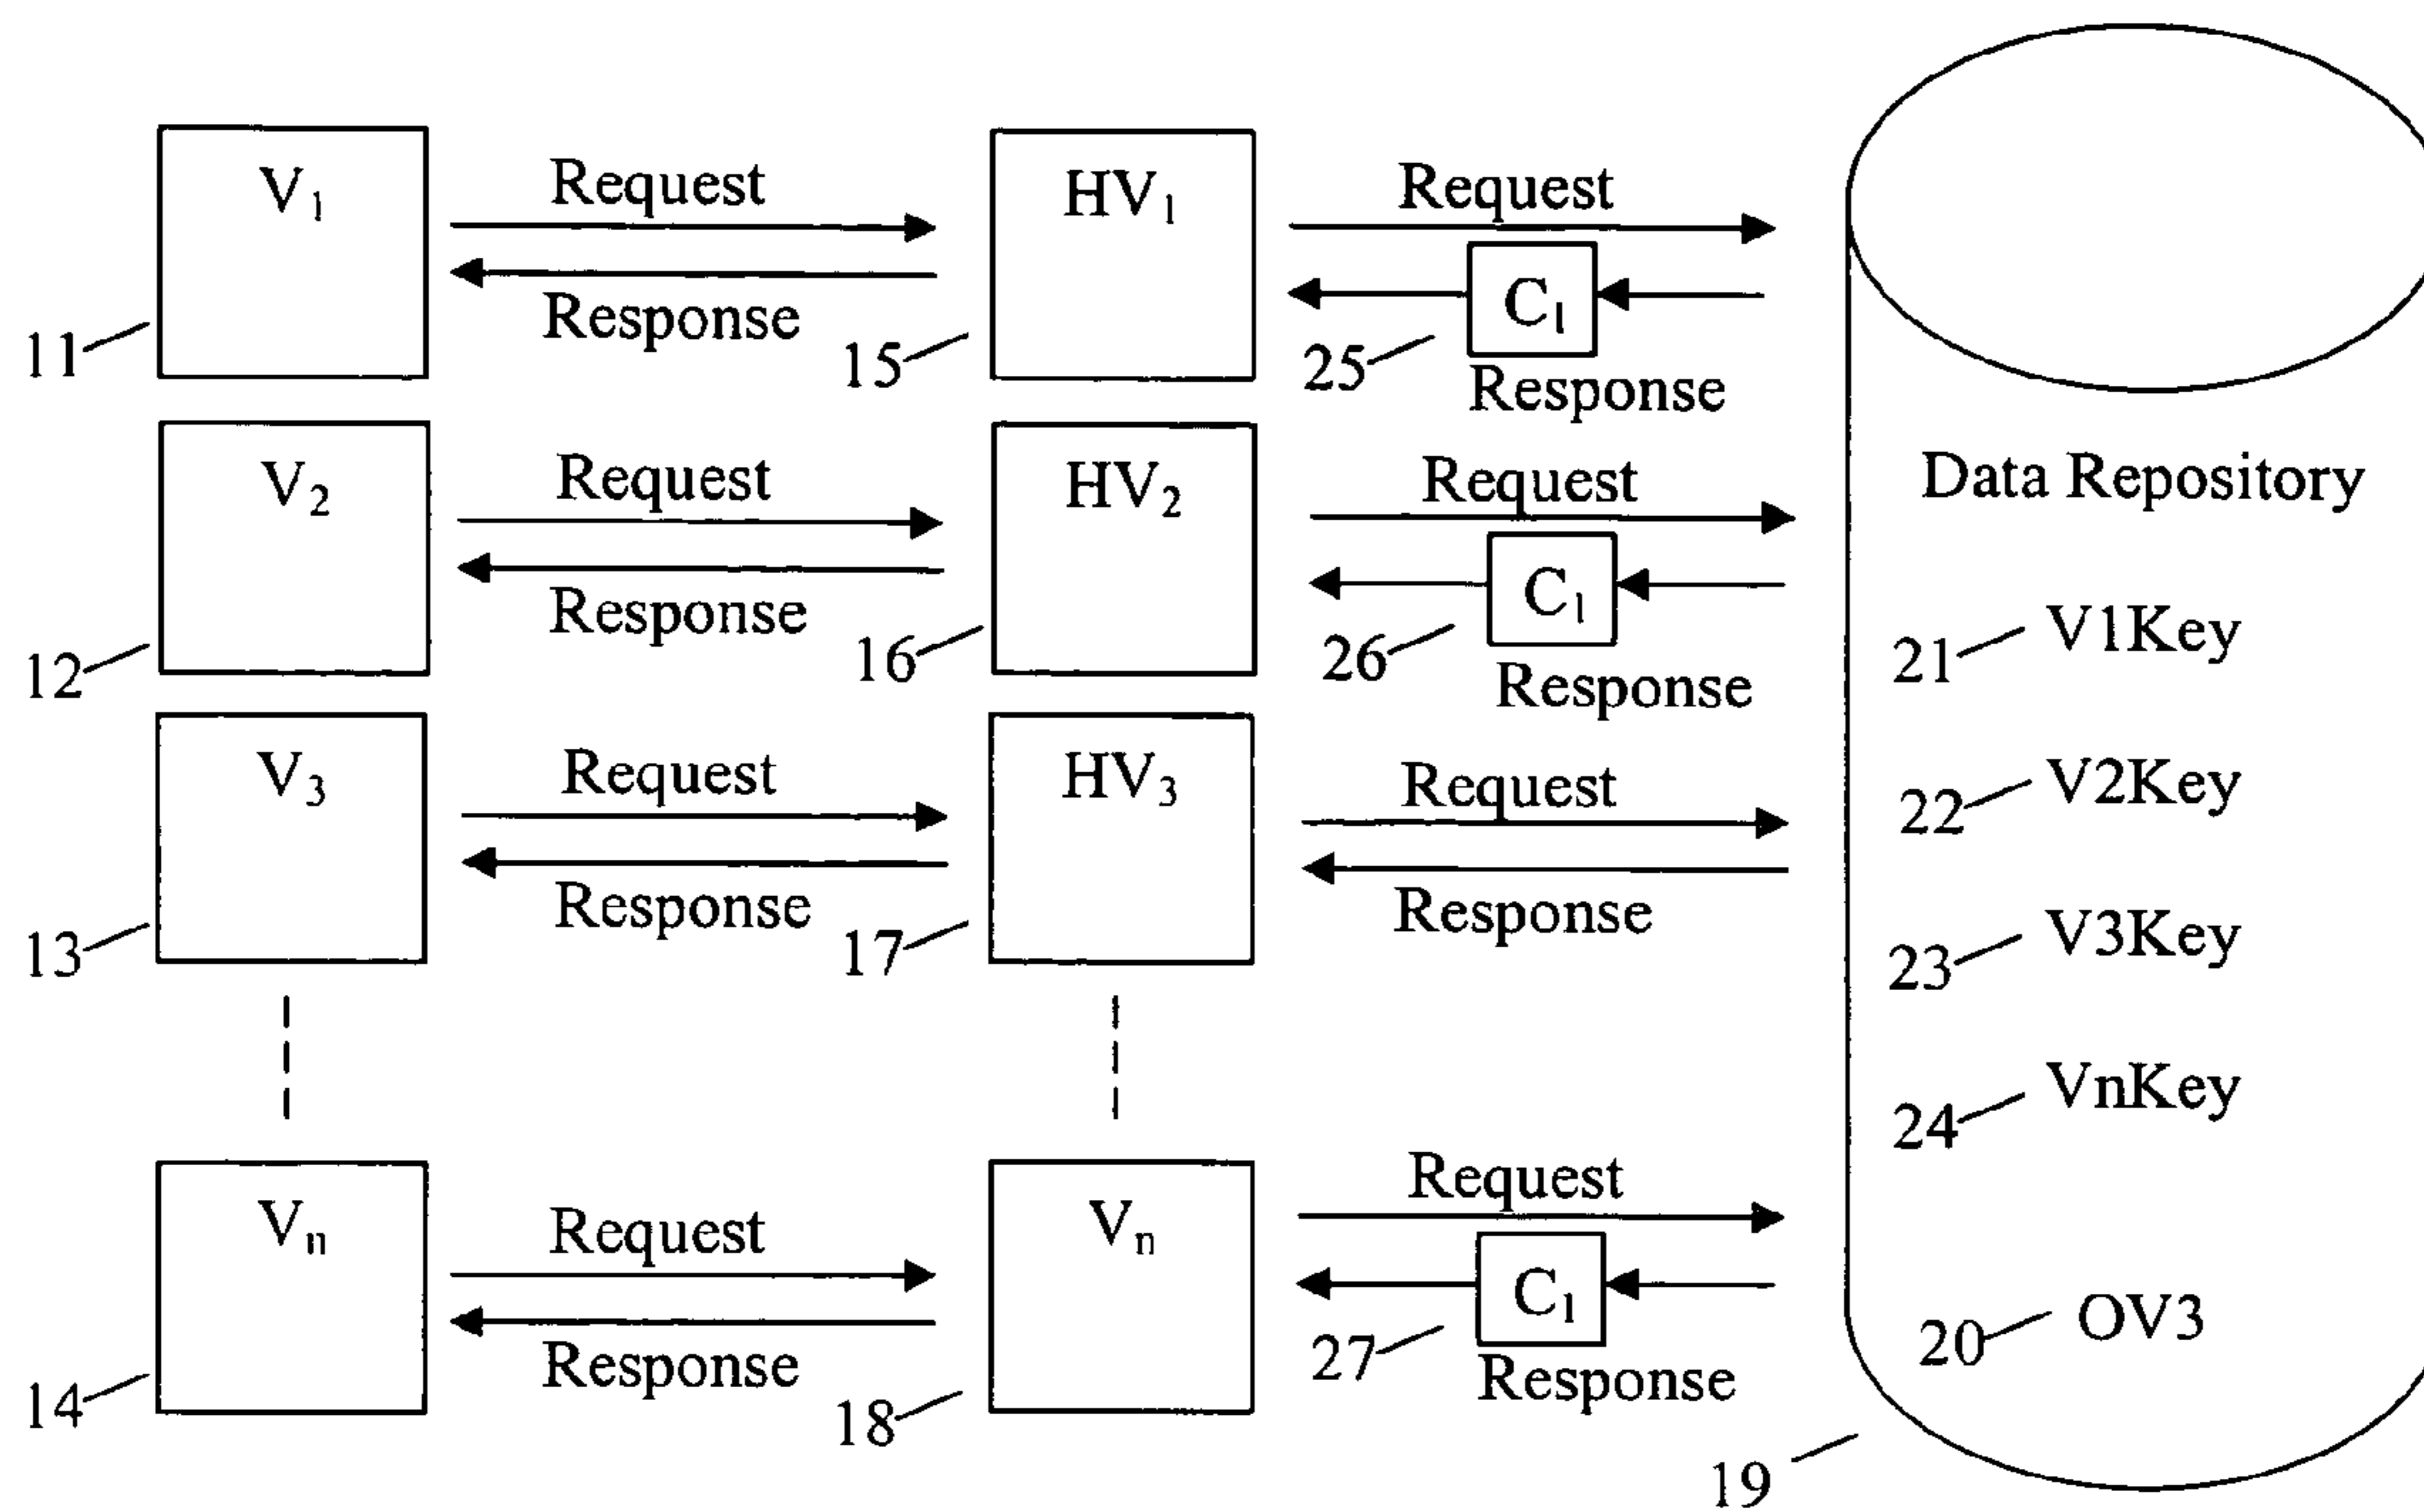 V₁ Request HV₁ Request
C₁
Response
11 15 25 Response
V₂ Request HV₂ Request Data Repository
C₁
Response
12 16 26 Response 21 V1Key
V₃ Request HV₃ Request 22 V2Key
Response Response
13 17 23 V3Key
24 VnKey
Vₙ Request Vₙ Request
C₁ OV3
Response 27 Response 20
14 18 19